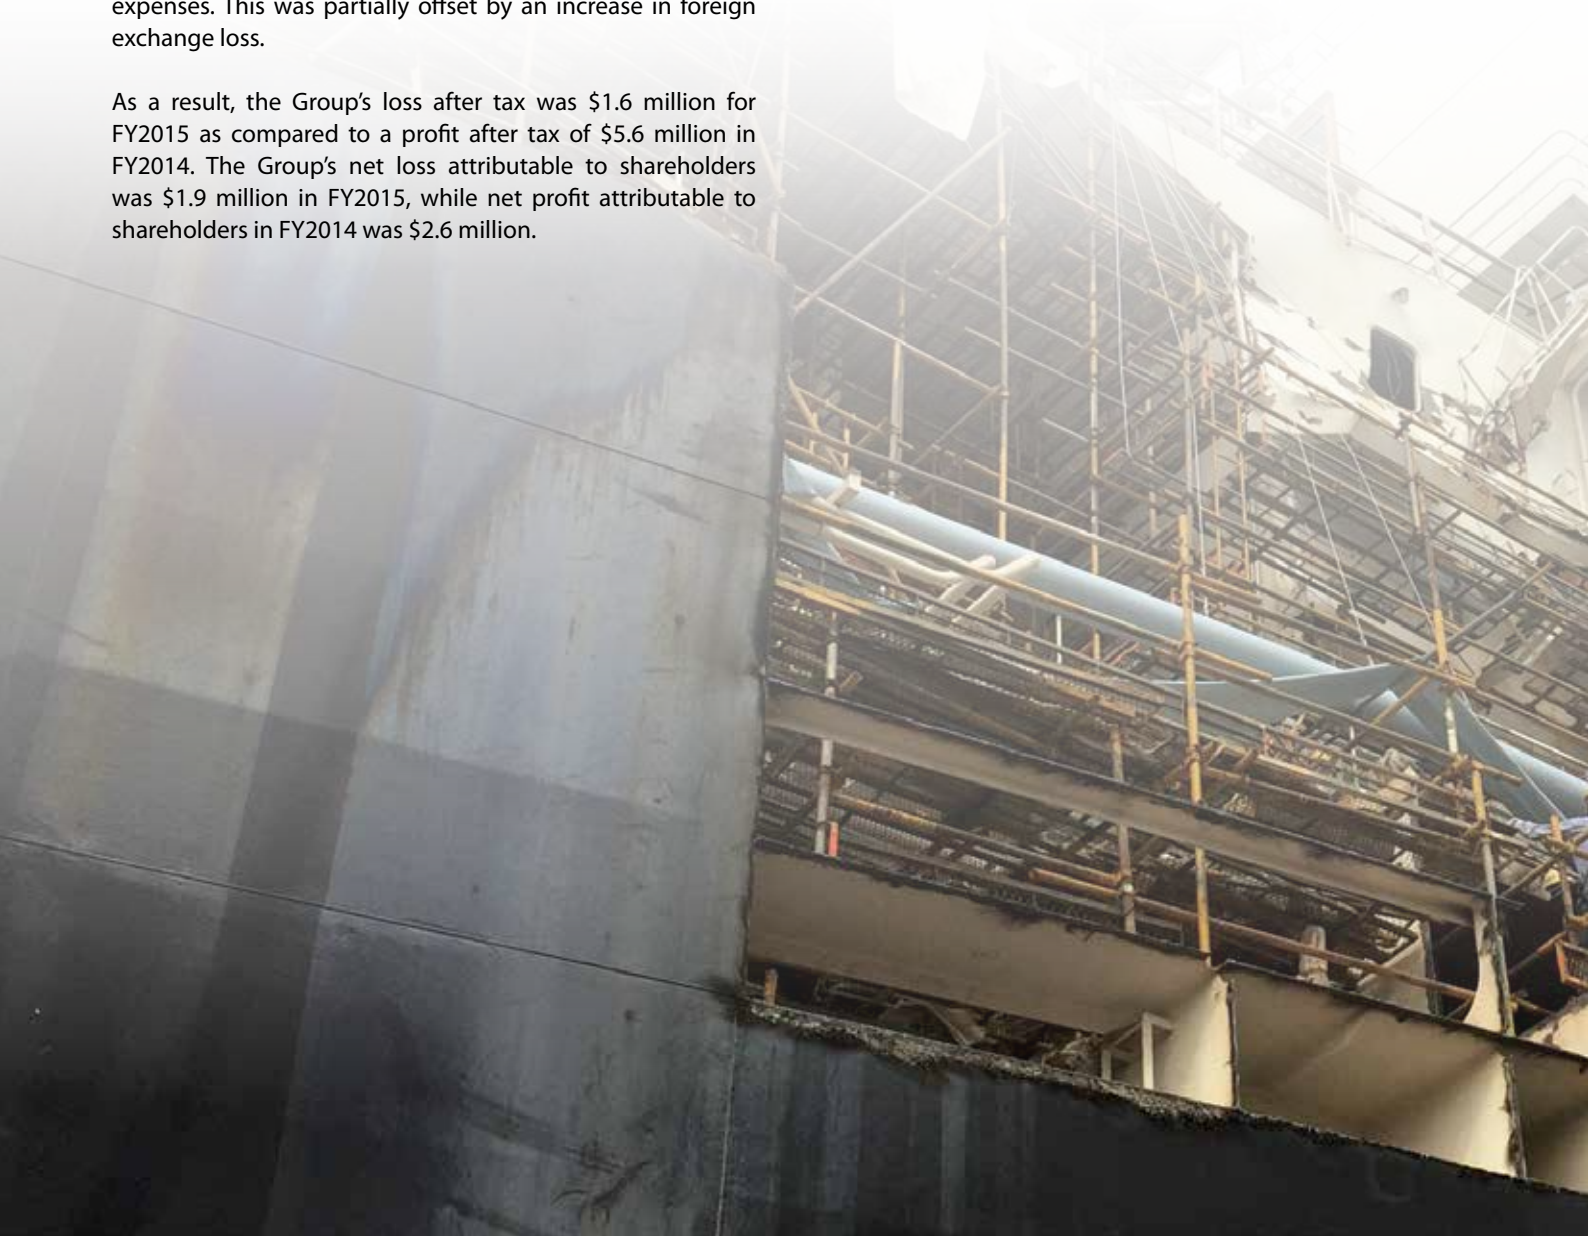 expenses. This was partially offset by an increase in foreign
exchange loss.
As a result, the Group's loss after tax was $1.6 million for
FY2015 as compared to a profit after tax of $5.6 million in
FY2014. The Group's net loss attributable to shareholders
was $1.9 million in FY2015, while net profit attributable to
shareholders in FY2014 was $2.6 million.